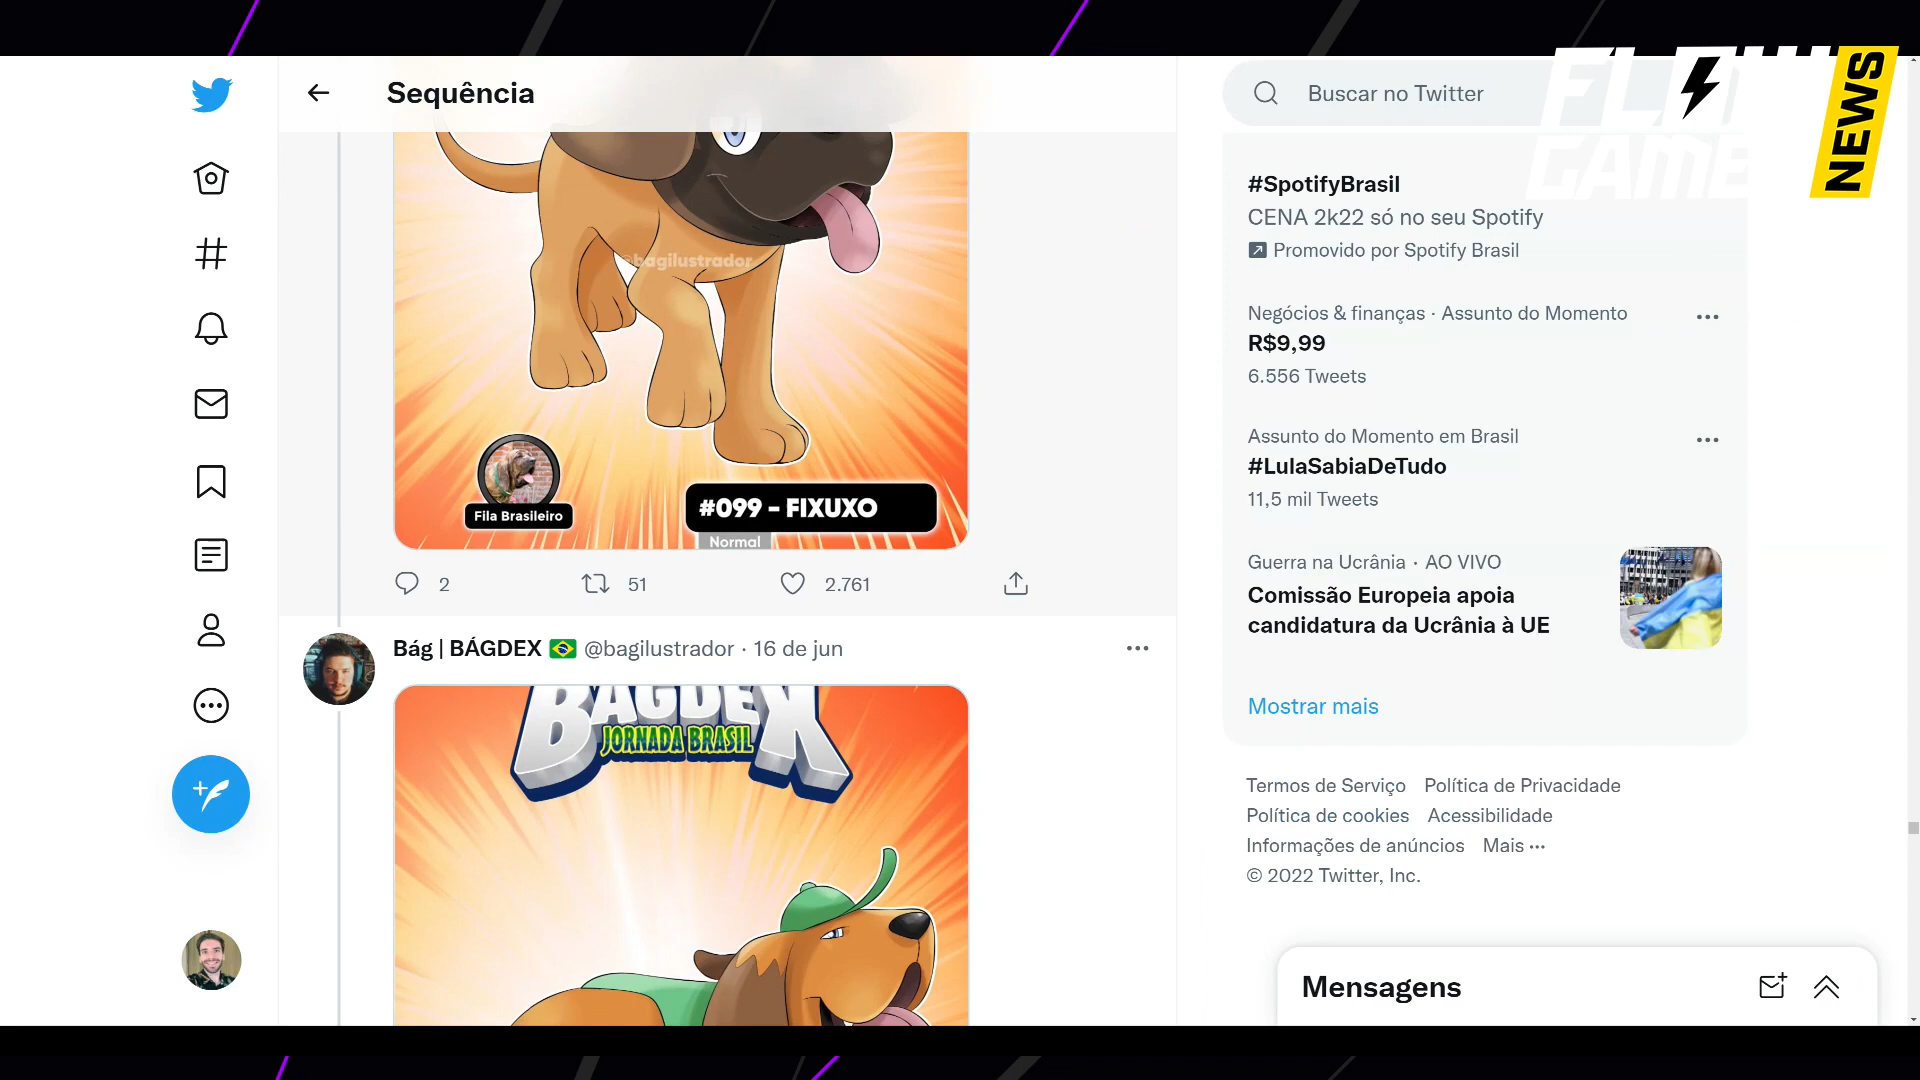 Sequência
@bagilustrador
Fila Brasileiro
#099 - FIXUXO
Normal
2
51
2.761
Bág | BÁGDEX @bagilustrador · 16 de jun
BÁGDEX
JORNADA BRASIL
Buscar no Twitter
FLOW
GAMES
NEWS
#SpotifyBrasil
CENA 2k22 só no seu Spotify
Promovido por Spotify Brasil
Negócios & finanças · Assunto do Momento
R$9,99
6.556 Tweets
Assunto do Momento em Brasil
#LulaSabiaDeTudo
11,5 mil Tweets
Guerra na Ucrânia · AO VIVO
Comissão Europeia apoia
candidatura da Ucrânia à UE
Mostrar mais
Termos de Serviço Política de Privacidade
Política de cookies Acessibilidade
Informações de anúncios Mais ···
© 2022 Twitter, Inc.
Mensagens